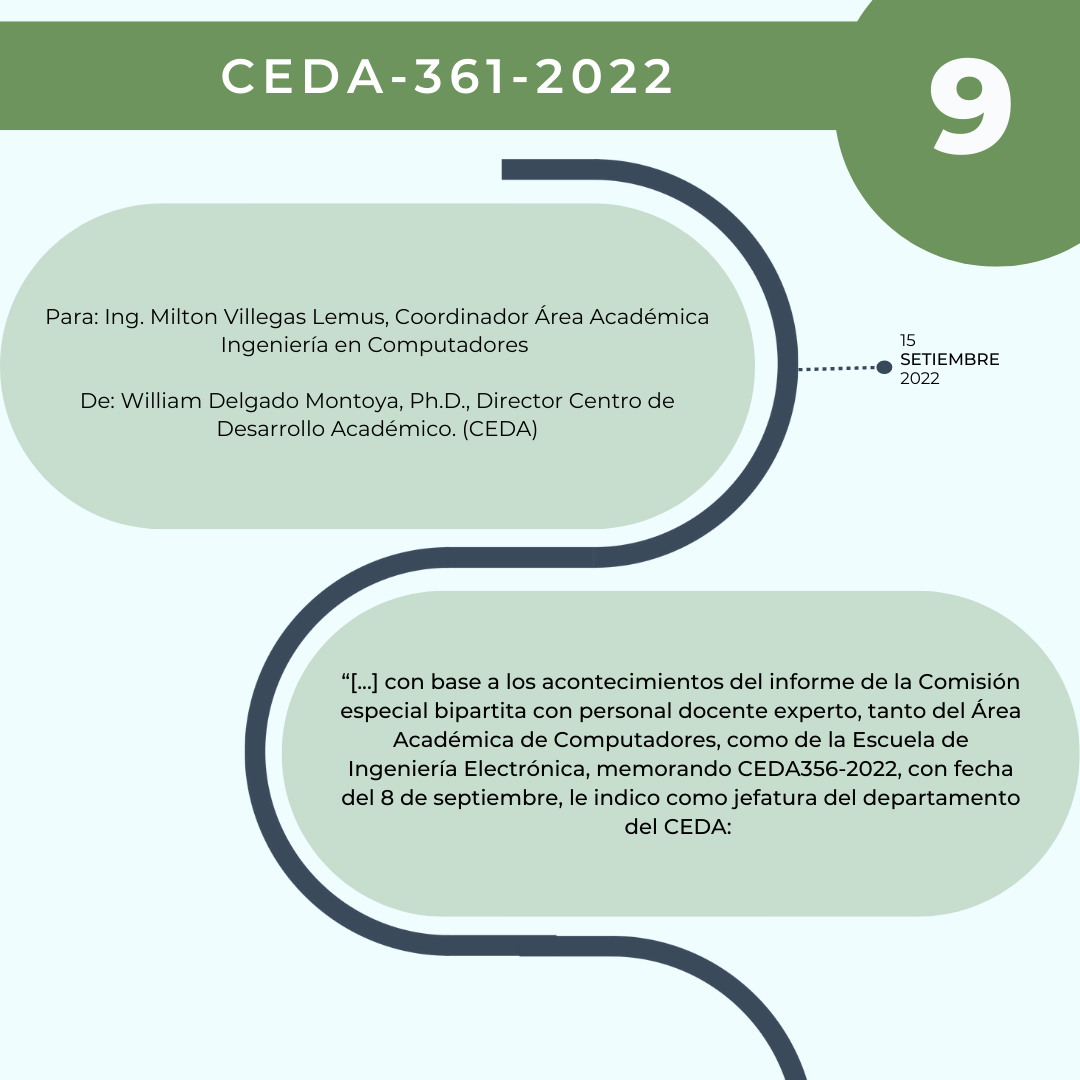 CEDA-361-2022
9
Para: Ing. Milton Villegas Lemus, Coordinador Área Académica
Ingeniería en Computadores
De: William Delgado Montoya, Ph.D., Director Centro de
Desarrollo Académico. (CEDA)
15
SETIEMBRE
2022
“[...] con base a los acontecimientos del informe de la Comisión
especial bipartita con personal docente experto, tanto del Área
Académica de Computadores, como de la Escuela de
Ingeniería Electrónica, memorando CEDA356-2022, con fecha
del 8 de septiembre, le indico como jefatura del departamento
del CEDA: